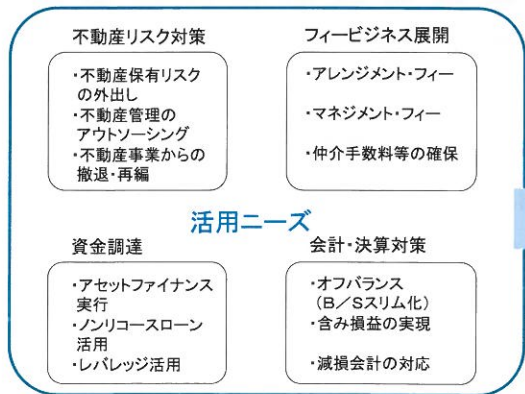 不動産リスク対策
・不動産保有リスク
の外出し
・不動産管理の
アウトソーシング
・不動産事業からの
撤退・再編
フィービジネス展開
・アレンジメント・フィー
・マネジメント・フィー
・仲介手数料等の確保
活用ニーズ
資金調達
・アセットファイナンス
実行
・ノンリコースローン
活用
・レバレッジ活用
会計・決算対策
・オフバランス
（B／Sスリム化）
・含み損益の実現
・減損会計の対応